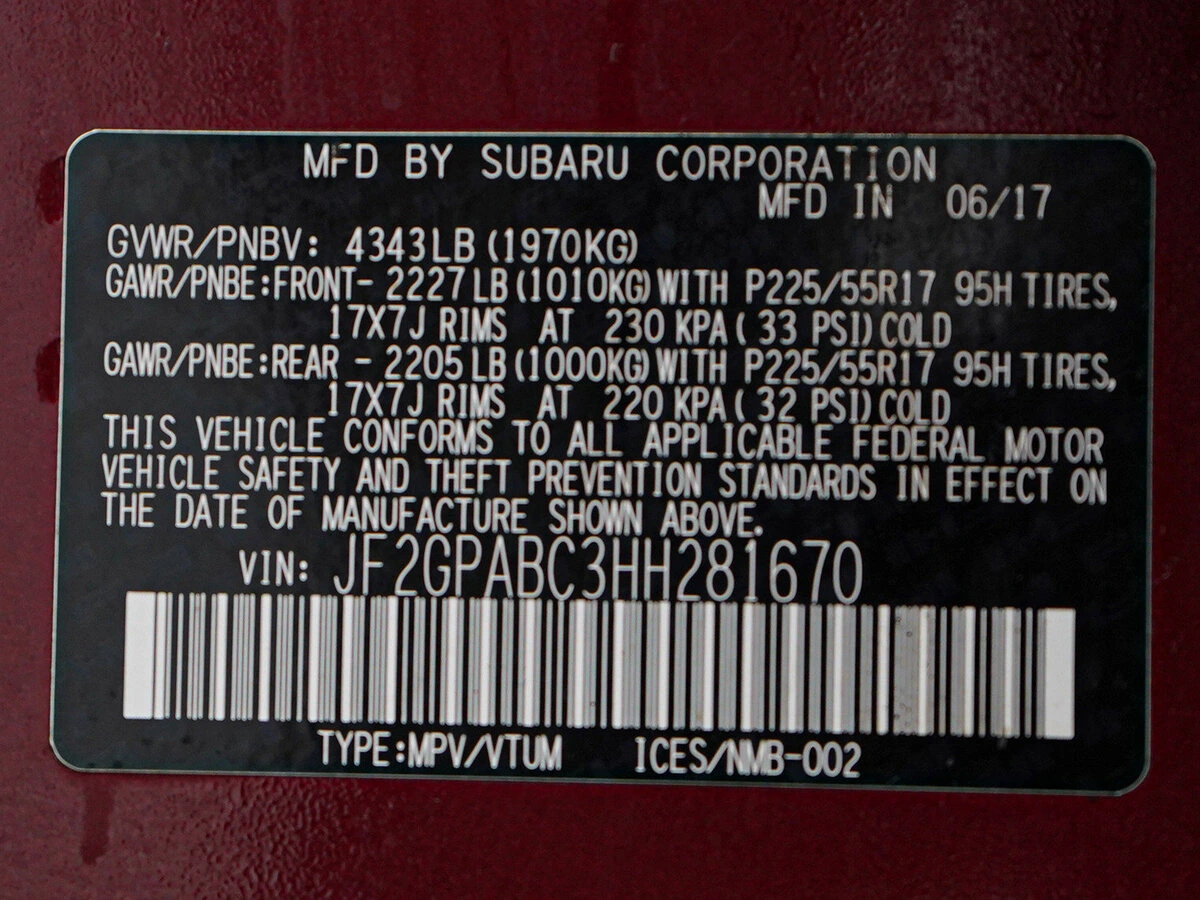 MFD BY SUBARU CORPORATION
MFD IN 06/17
GVWR/PNBV: 4343LB (1970KG)
GAWR/PNBE:FRONT- 2227LB (1010KG) WITH P225/55R17 95H TIRES,
17X7J RIMS AT 230 KPA ( 33 PSI) COLD
GAWR/PNBE:REAR - 2205LB (1000KG) WITH P225/55R17 95H TIRES,
17X7J RIMS AT 220 KPA ( 32 PSI) COLD
THIS VEHICLE CONFORMS TO ALL APPLICABLE FEDERAL MOTOR
VEHICLE SAFETY AND THEFT PREVENTION STANDARDS IN EFFECT ON
THE DATE OF MANUFACTURE SHOWN ABOVE.
VIN: JF2GPABC3HH281670
TYPE:MPV/VTUM ICES/NMB-002